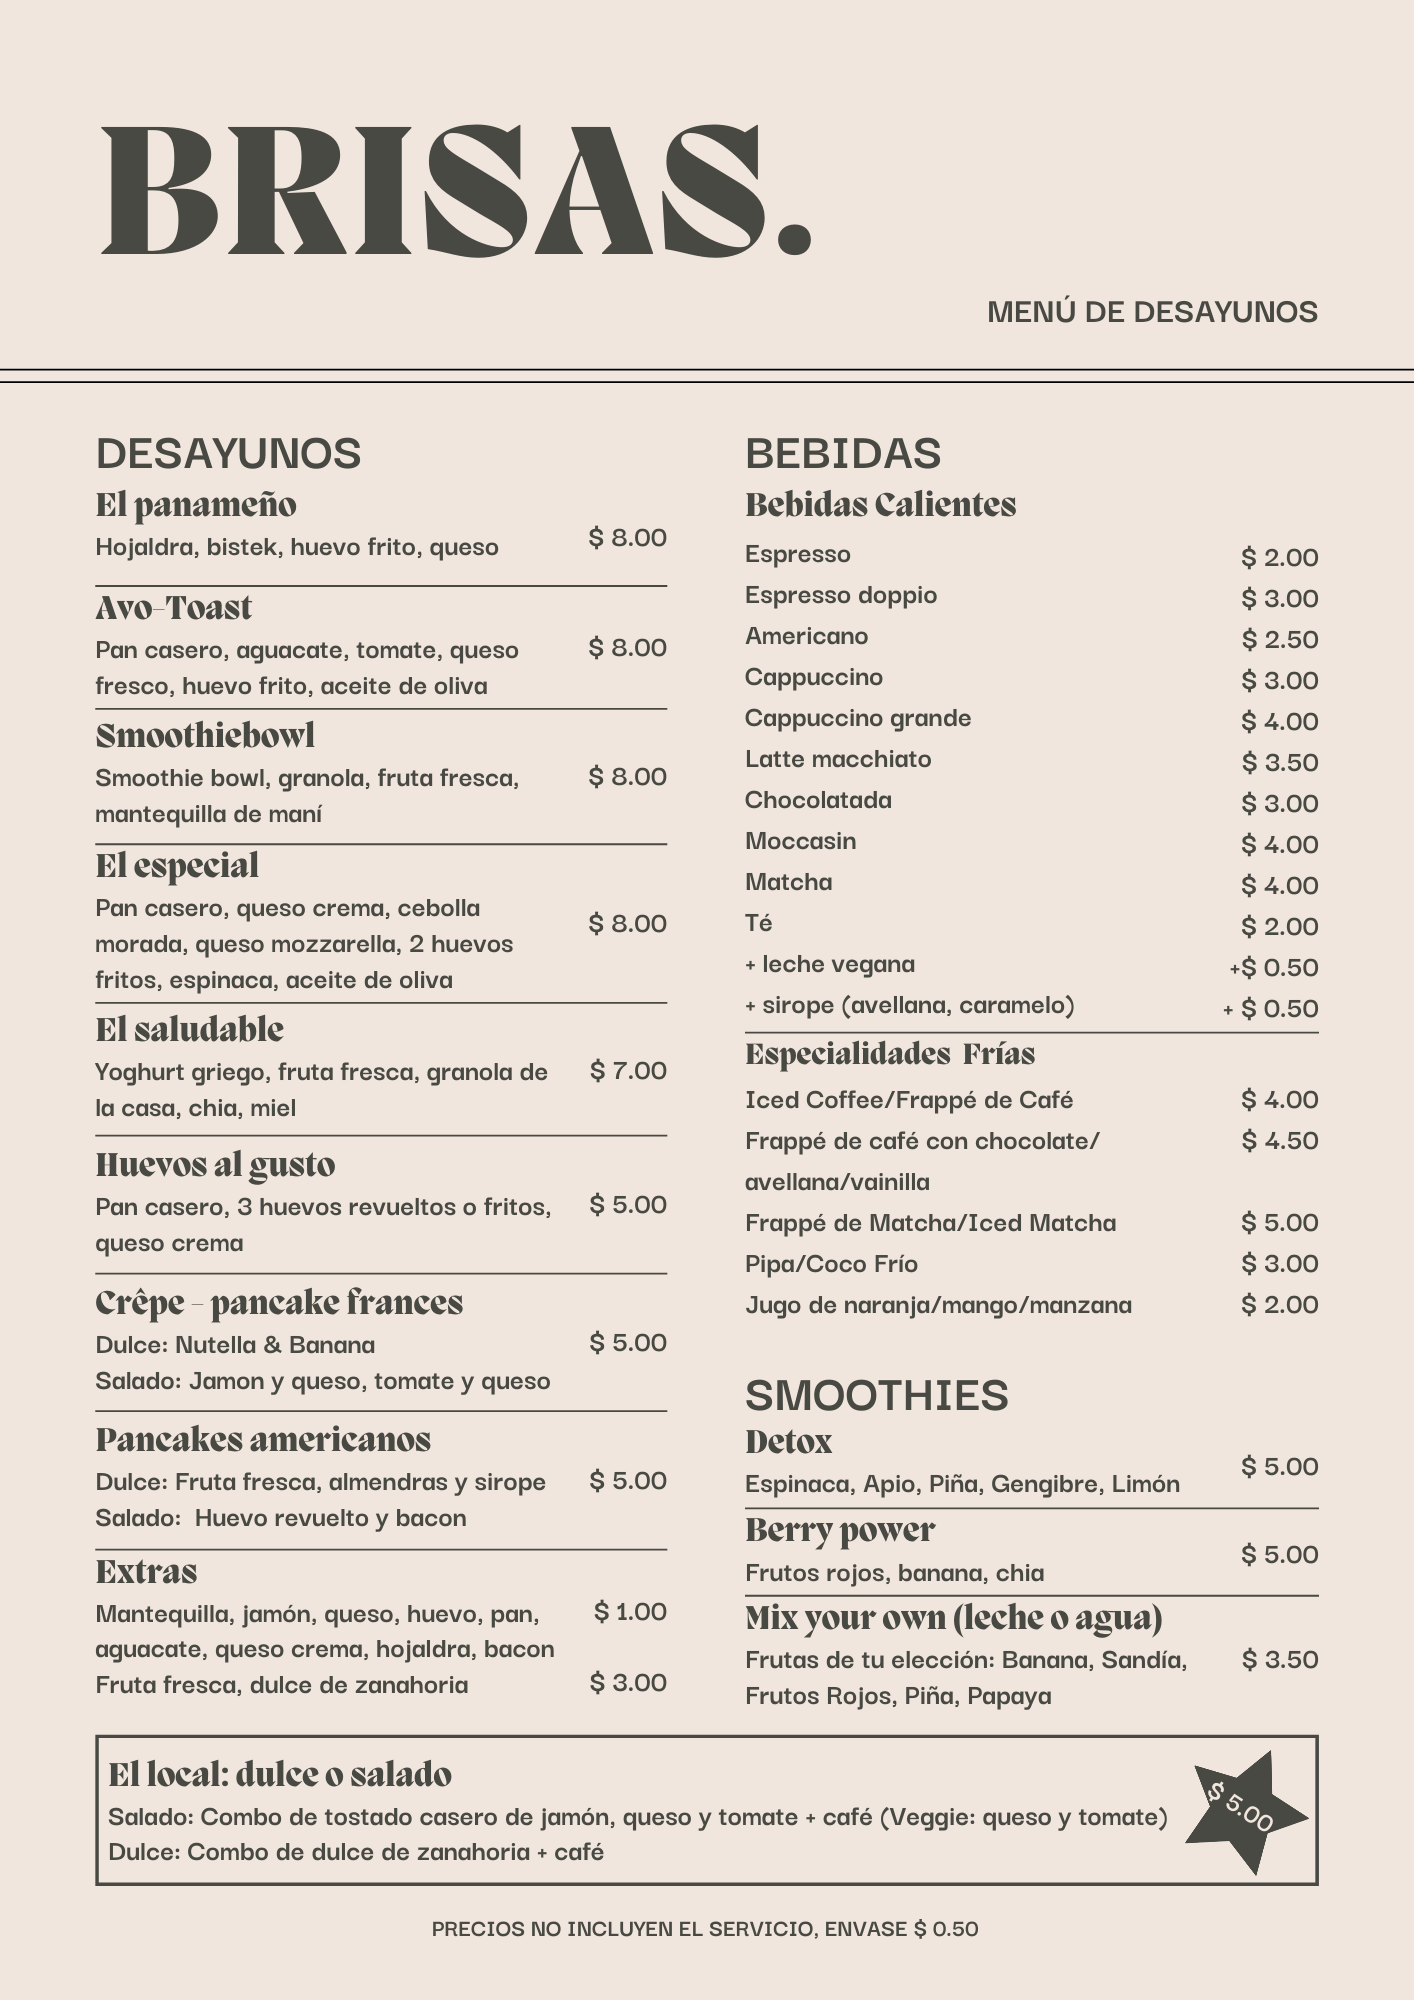 BRISAS.
MENÚ DE DESAYUNOS
DESAYUNOS
El panameño
Hojaldra, bistek, huevo frito, queso
$ 8.00
Avo-Toast
Pan casero, aguacate, tomate, queso
$ 8.00
fresco, huevo frito, aceite de oliva
Smoothiebowl
Smoothie bowl, granola, fruta fresca,
$ 8.00
mantequilla de maní
El especial
Pan casero, queso crema, cebolla
$ 8.00
morada, queso mozzarella, 2 huevos
fritos, espinaca, aceite de oliva
El saludable
Yoghurt griego, fruta fresca, granola de
$ 7.00
la casa, chia, miel
Huevos al gusto
Pan casero, 3 huevos revueltos o fritos,
$ 5.00
queso crema
Crêpe - pancake frances
Dulce: Nutella & Banana
$ 5.00
Salado: Jamon y queso, tomate y queso
Pancakes americanos
Dulce: Fruta fresca, almendras y sirope
$ 5.00
Salado:  Huevo revuelto y bacon
Extras
Mantequilla, jamón, queso, huevo, pan,
$ 1.00
aguacate, queso crema, hojaldra, bacon
Fruta fresca, dulce de zanahoria
$ 3.00
BEBIDAS
Bebidas Calientes
Espresso $ 2.00
Espresso doppio $ 3.00
Americano $ 2.50
Cappuccino $ 3.00
Cappuccino grande $ 4.00
Latte macchiato $ 3.50
Chocolatada $ 3.00
Moccasin $ 4.00
Matcha $ 4.00
Té $ 2.00
+ leche vegana +$ 0.50
+ sirope (avellana, caramelo) + $ 0.50
Especialidades  Frías
Iced Coffee/Frappé de Café $ 4.00
Frappé de café con chocolate/ $ 4.50
avellana/vainilla
Frappé de Matcha/Iced Matcha $ 5.00
Pipa/Coco Frío $ 3.00
Jugo de naranja/mango/manzana $ 2.00
SMOOTHIES
Detox
$ 5.00
Espinaca, Apio, Piña, Gengibre, Limón
Berry power
$ 5.00
Frutos rojos, banana, chia
Mix your own (leche o agua)
Frutas de tu elección: Banana, Sandía,
$ 3.50
Frutos Rojos, Piña, Papaya
El local: dulce o salado
Salado: Combo de tostado casero de jamón, queso y tomate + café (Veggie: queso y tomate)
Dulce: Combo de dulce de zanahoria + café
$ 5.00
PRECIOS NO INCLUYEN EL SERVICIO, ENVASE $ 0.50